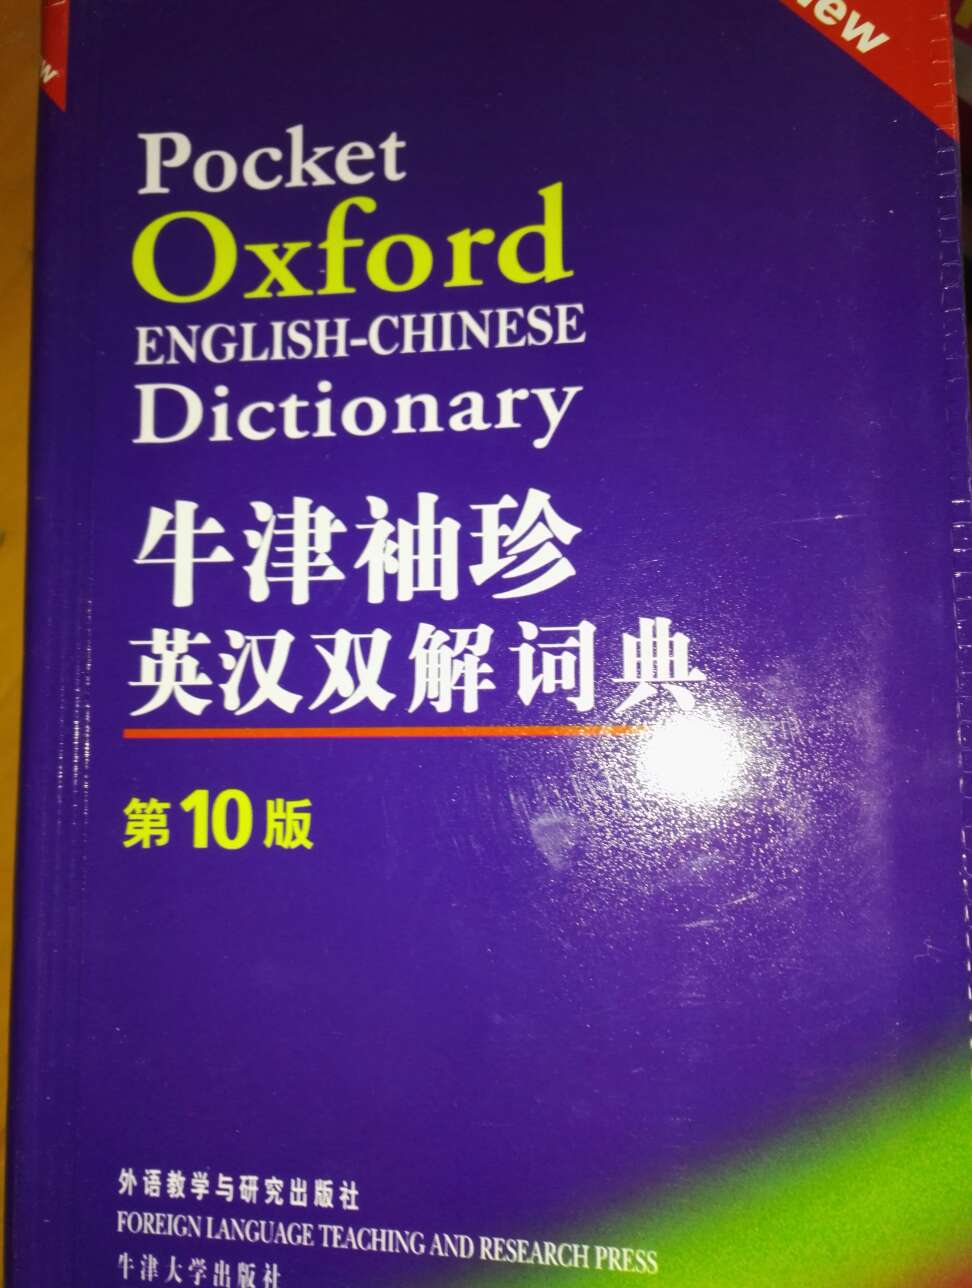 new
Pocket
Oxford
ENGLISH-CHINESE
Dictionary
牛津袖珍
英汉双解词典
第10版
外语教学与研究出版社
FOREIGN LANGUAGE TEACHING AND RESEARCH PRESS
牛津大学出版社